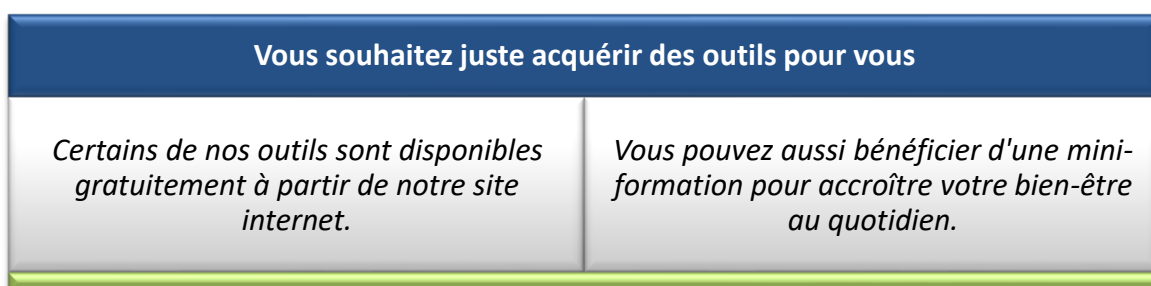 Vous souhaitez juste acquérir des outils pour vous
Certains de nos outils sont disponibles
gratuitement à partir de notre site
internet.
Vous pouvez aussi bénéficier d'une mini-
formation pour accroître votre bien-être
au quotidien.